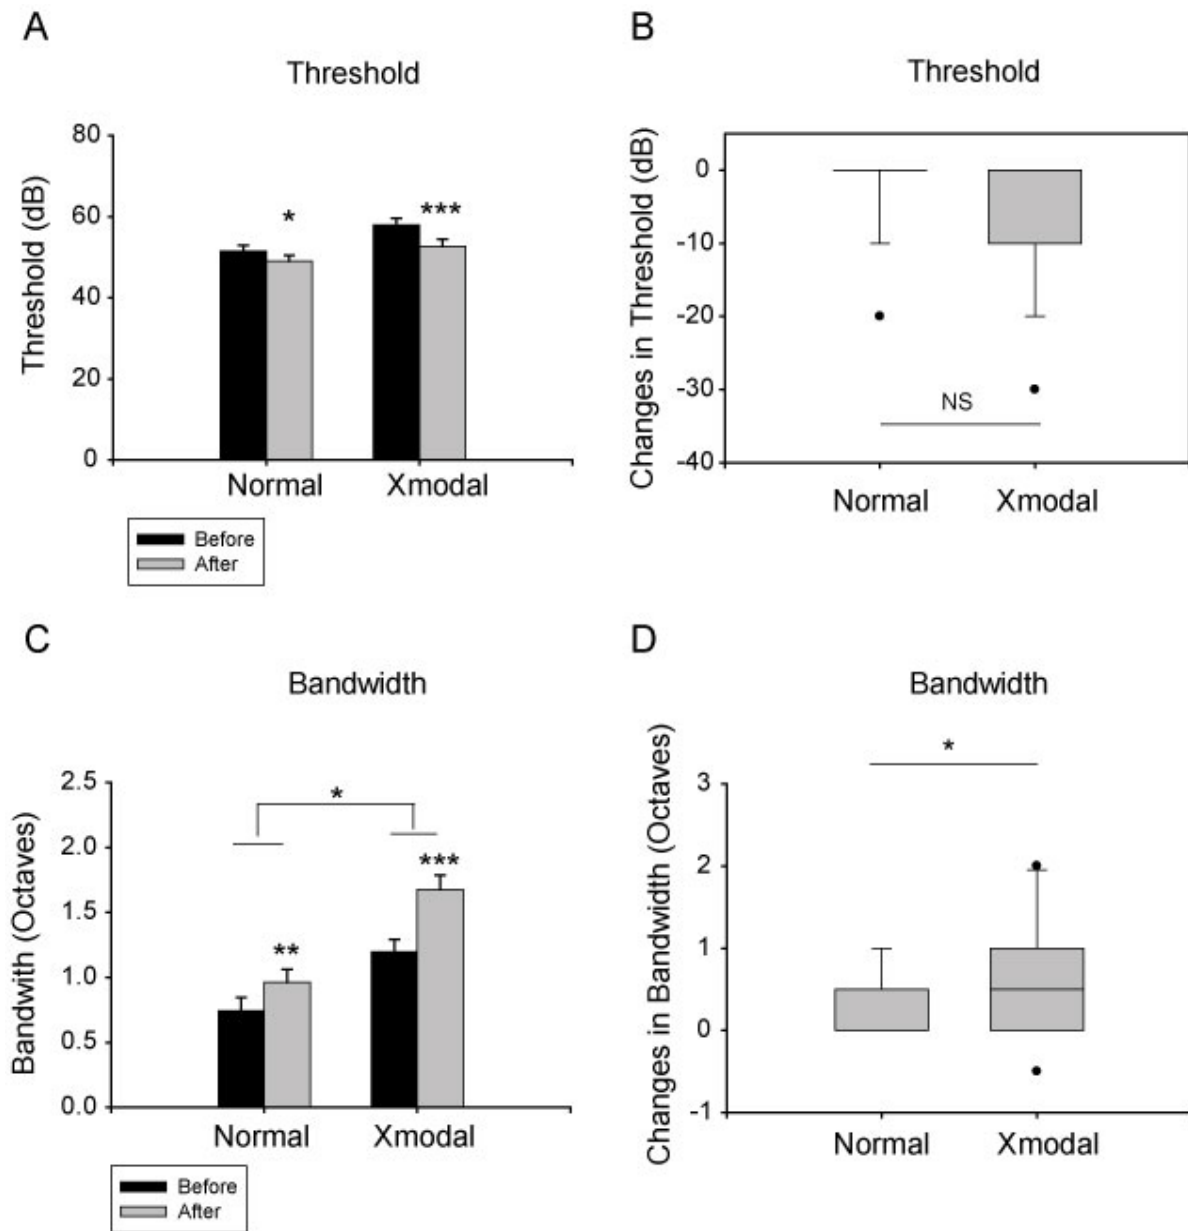 A
Threshold
Threshold (dB)
80
60
40
20
0
*
***
Normal
Xmodal
Before
After
B
Threshold
Changes in Threshold (dB)
0
-10
-20
-30
-40
NS
Normal
Xmodal
C
Bandwidth
Bandwith (Octaves)
2.5
2.0
1.5
1.0
0.5
0.0
*
**
***
Normal
Xmodal
Before
After
D
Bandwidth
Changes in Bandwidth (Octaves)
*
3
2
1
0
-1
Normal
Xmodal